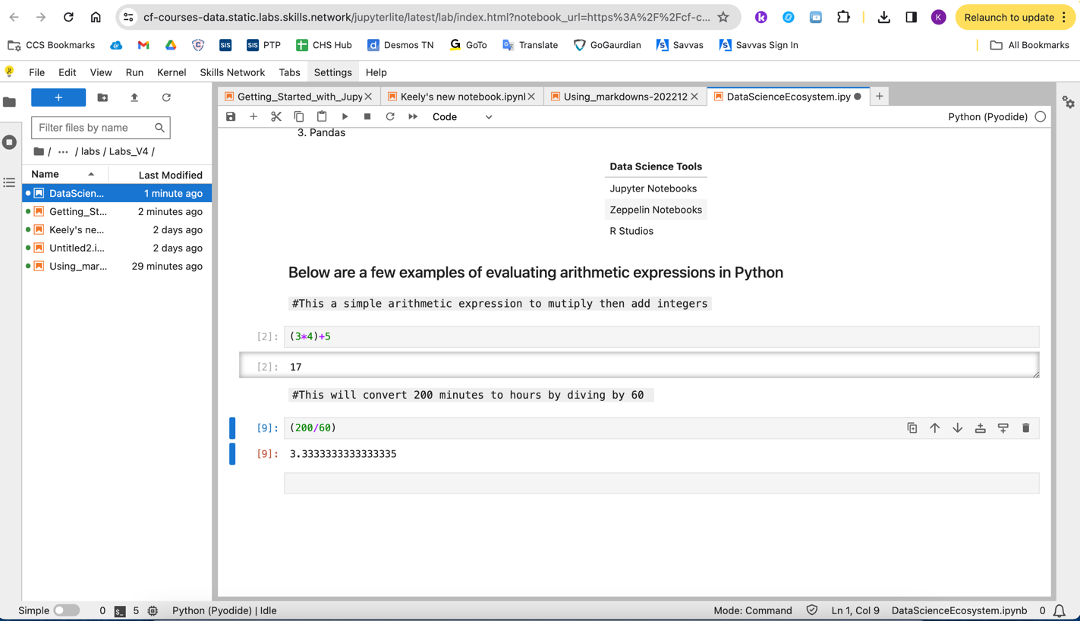 cf-courses-data.static.labs.skills.network/jupyterlite/latest/lab/index.html?notebook_url=https%3A%2F%2Fcf-c...
K
Relaunch to update
CCS Bookmarks
SIS
SIS PTP
CHS Hub
d Desmos TN
G GoTo
Translate
GoGaurdian
Savvas
Savvas Sign In
All Bookmarks
File Edit View Run Kernel Skills Network Tabs Settings Help
+
Getting_Started_with_Jupy
Keely's new notebook.ipynl
Using_markdowns-202212
DataScienceEcosystem.ipy
+
Filter files by name
Code
Python (Pyodide)
/ ... / labs / Labs_V4 /
Name Last Modified
DataScien... 1 minute ago
Getting_St... 2 minutes ago
Keely's ne... 2 days ago
Untitled2.i... 2 days ago
Using_mar... 29 minutes ago
3. Pandas
Data Science Tools
Jupyter Notebooks
Zeppelin Notebooks
R Studios
Below are a few examples of evaluating arithmetic expressions in Python
#This a simple arithmetic expression to mutiply then add integers
[2]: (3*4)+5
[2]: 17
#This will convert 200 minutes to hours by diving by 60
[9]: (200/60)
[9]: 3.3333333333333335
Simple 0 5 Python (Pyodide) | Idle Mode: Command Ln 1, Col 9 DataScienceEcosystem.ipynb 0